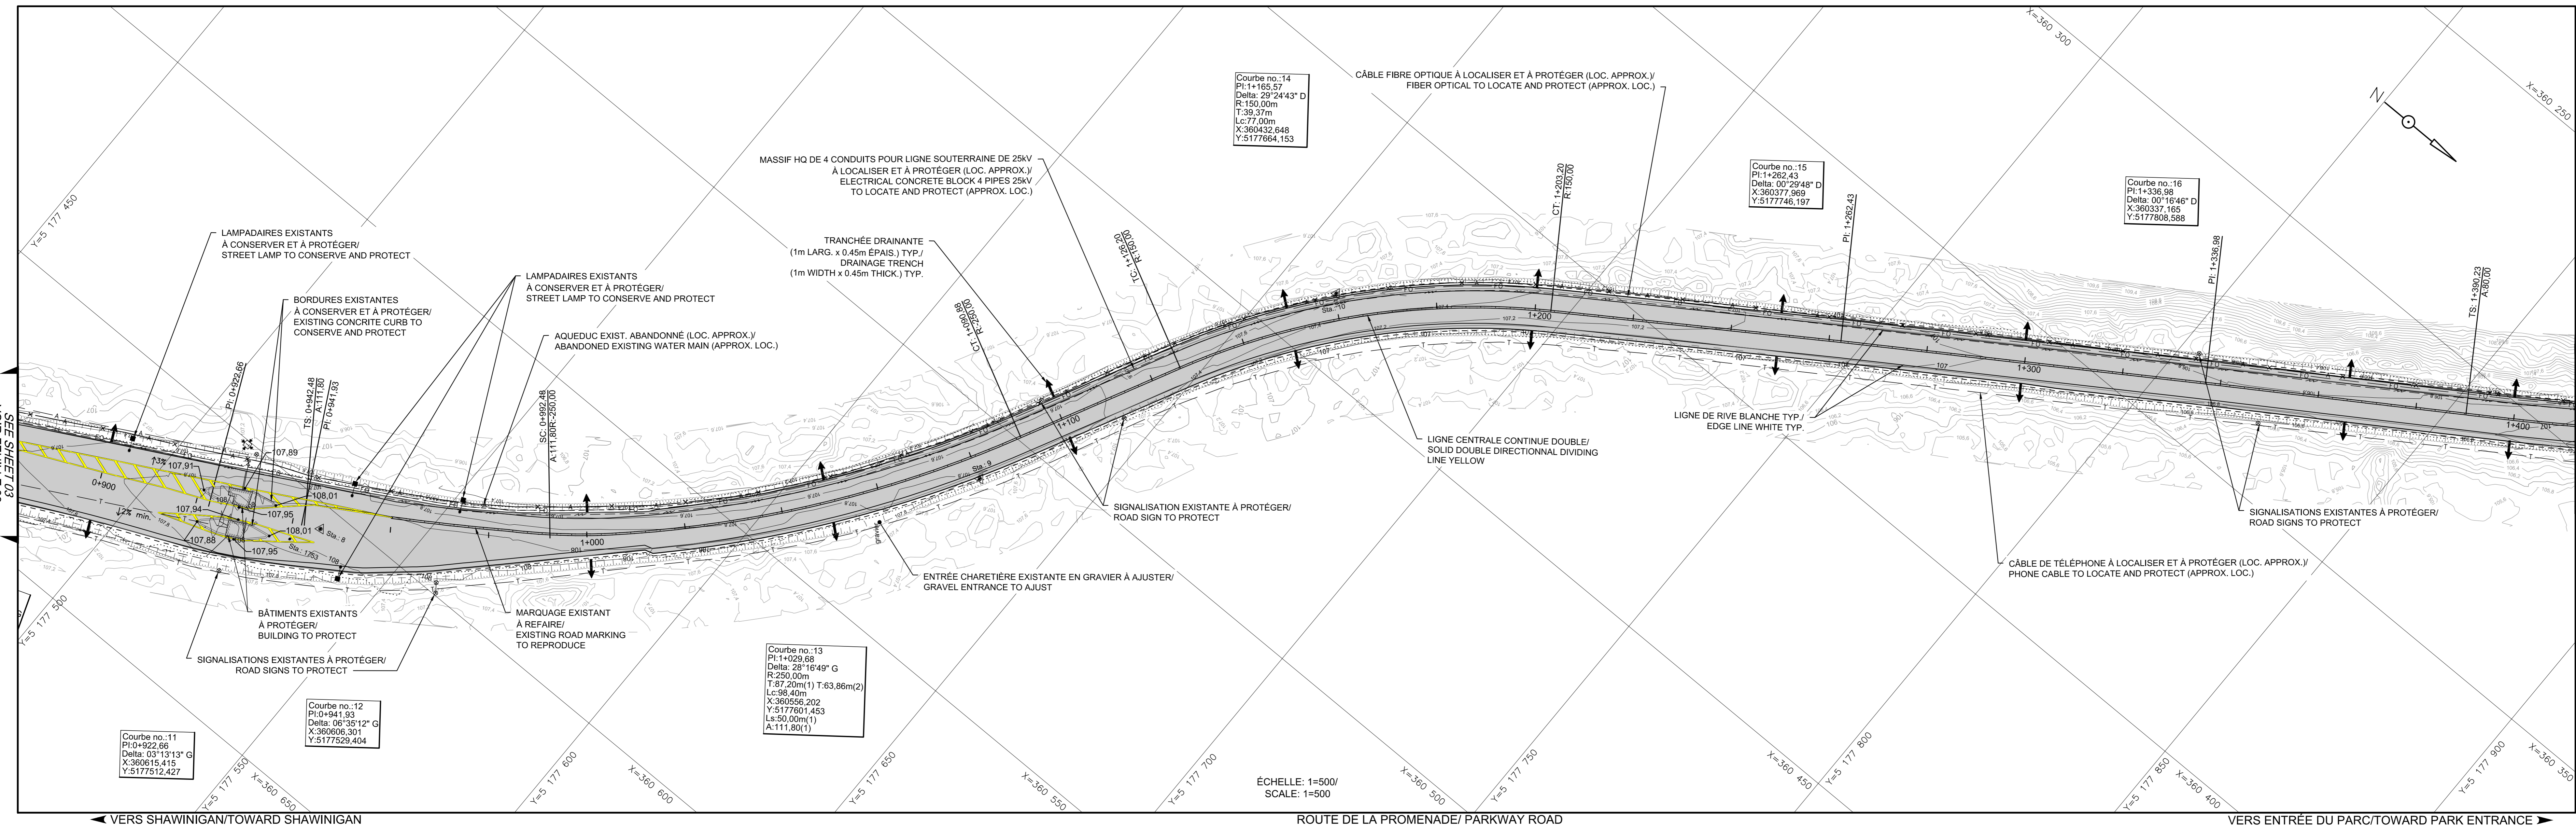 X=360 300
X=360 250
N
Courbe no.:14
PI:1+165,57
Delta: 29°24'43" D
R:150,00m
T:39,37m
Lc:77,00m
X:360432,648
Y:5177664,153
CÂBLE FIBRE OPTIQUE À LOCALISER ET À PROTÉGER (LOC. APPROX.)/
FIBER OPTICAL TO LOCATE AND PROTECT (APPROX. LOC.)
MASSIF HQ DE 4 CONDUITS POUR LIGNE SOUTERRAINE DE 25kV
À LOCALISER ET À PROTÉGER (LOC. APPROX.)/
ELECTRICAL CONCRETE BLOCK 4 PIPES 25kV
TO LOCATE AND PROTECT (APPROX. LOC.)
Courbe no.:15
PI:1+262,43
Delta: 00°29'48" D
X:360377,969
Y:5177746,197
Courbe no.:16
PI:1+336,98
Delta: 00°16'46" D
X:360337,165
Y:5177808,588
Y=5 177 450
LAMPADAIRES EXISTANTS
À CONSERVER ET À PROTÉGER/
STREET LAMP TO CONSERVE AND PROTECT
TRANCHÉE DRAINANTE
(1m LARG. x 0.45m ÉPAIS.) TYP./
DRAINAGE TRENCH
(1m WIDTH x 0.45m THICK.) TYP.
LAMPADAIRES EXISTANTS
À CONSERVER ET À PROTÉGER/
STREET LAMP TO CONSERVE AND PROTECT
BORDURES EXISTANTES
À CONSERVER ET À PROTÉGER/
EXISTING CONCRITE CURB TO
CONSERVE AND PROTECT
AQUEDUC EXIST. ABANDONNÉ (LOC. APPROX.)/
ABANDONED EXISTING WATER MAIN (APPROX. LOC.)
PI: 0+922,66
TS: 0+942,48
A:111,80
PI: 0+941,93
SC: 0+992,48
A:111,80R:-250,00
CT: 1+090,88
R:-250,00
TC: 1+126,20
R:150,00
CT: 1+203,20
R:150,00
PI: 1+262,43
PI: 1+336,98
TS: 1+390,23
A:80,00
SEE SHEET 03
0+900
1+000
1+100
1+200
1+300
1+400
3%
2% min.
107,91
107,89
108,01
107,95
107,94
108,01
107,88
107,95
Sta.: 8
Sta.: 1253
Sta.: 9
Sta.: 10
gravier
LIGNE DE RIVE BLANCHE TYP./
EDGE LINE WHITE TYP.
LIGNE CENTRALE CONTINUE DOUBLE/
SOLID DOUBLE DIRECTIONNAL DIVIDING
LINE YELLOW
SIGNALISATION EXISTANTE À PROTÉGER/
ROAD SIGN TO PROTECT
SIGNALISATIONS EXISTANTES À PROTÉGER/
ROAD SIGNS TO PROTECT
CÂBLE DE TÉLÉPHONE À LOCALISER ET À PROTÉGER (LOC. APPROX.)/
PHONE CABLE TO LOCATE AND PROTECT (APPROX. LOC.)
ENTRÉE CHARETIÈRE EXISTANTE EN GRAVIER À AJUSTER/
GRAVEL ENTRANCE TO AJUST
BÂTIMENTS EXISTANTS
À PROTÉGER/
BUILDING TO PROTECT
MARQUAGE EXISTANT
À REFAIRE/
EXISTING ROAD MARKING
TO REPRODUCE
SIGNALISATIONS EXISTANTES À PROTÉGER/
ROAD SIGNS TO PROTECT
Y=5 177 500
Courbe no.:13
PI:1+029,68
Delta: 28°16'49" G
R:250,00m
T:87,20m(1) T:63,86m(2)
Lc:98,40m
X:360556,202
Y:5177601,453
Ls:50,00m(1)
A:111,80(1)
Courbe no.:12
PI:0+941,93
Delta: 06°35'12" G
X:360606,301
Y:5177529,404
Courbe no.:11
PI:0+922,66
Delta: 03°13'13" G
X:360615,415
Y:5177512,427
Y=5 177 550
X=360 650
Y=5 177 600
X=360 600
Y=5 177 650
X=360 550
Y=5 177 700
X=360 500
Y=5 177 750
X=360 450
Y=5 177 800
Y=5 177 850
X=360 400
Y=5 177 900
X=360 350
ÉCHELLE: 1=500/
SCALE: 1=500
VERS SHAWINIGAN/TOWARD SHAWINIGAN
ROUTE DE LA PROMENADE/ PARKWAY ROAD
VERS ENTRÉE DU PARC/TOWARD PARK ENTRANCE